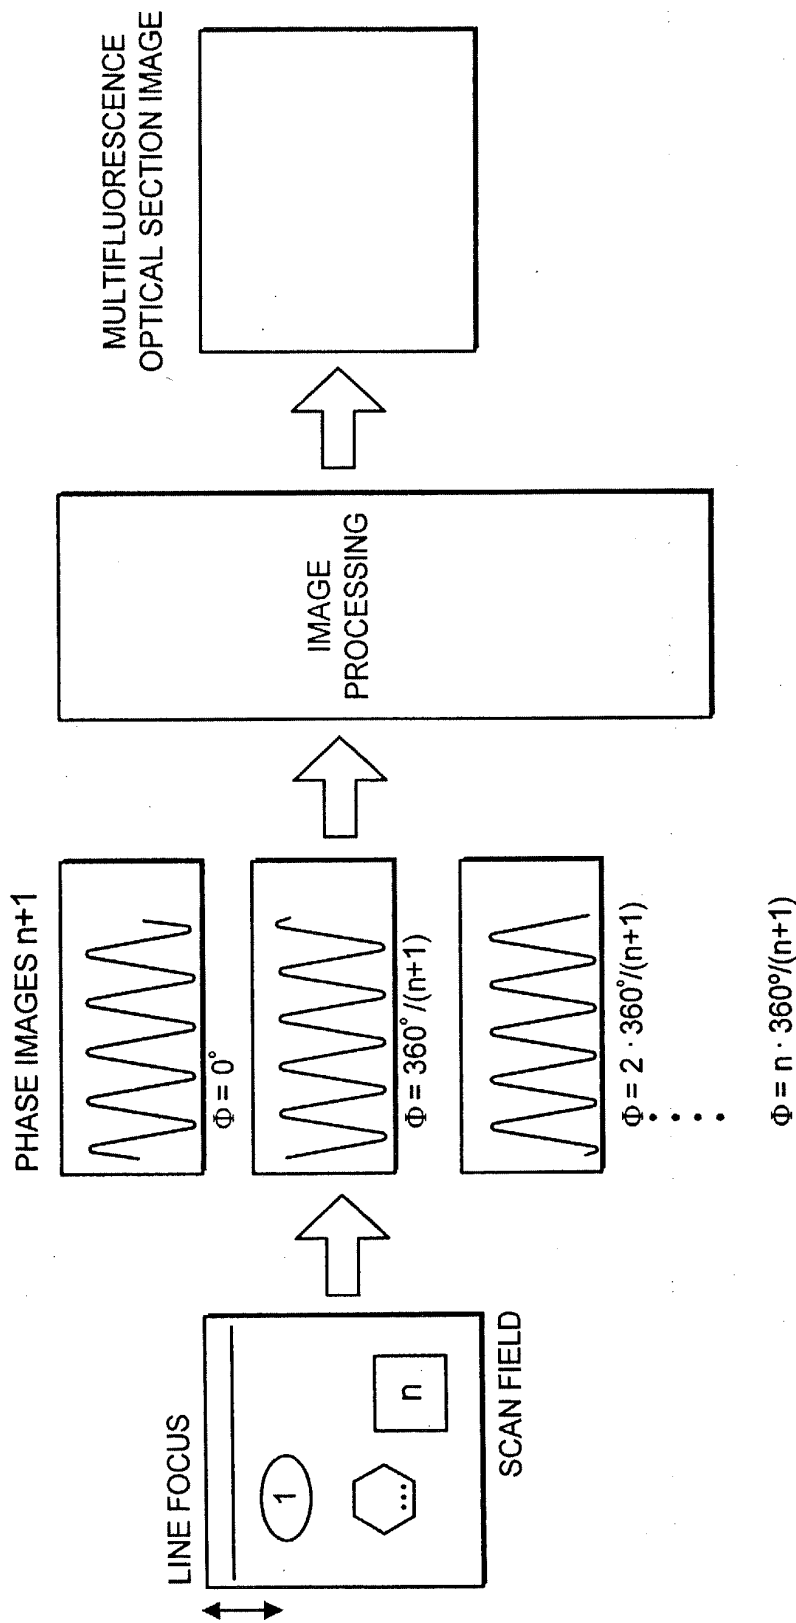 LINE FOCUS
1
...
n
SCAN FIELD
PHASE IMAGES n+1
Φ = 0°
Φ = 360°/(n+1)
Φ = 2 · 360°/(n+1)
Φ = n · 360°/(n+1)
IMAGE
PROCESSING
MULTIFLUORESCENCE
OPTICAL SECTION IMAGE